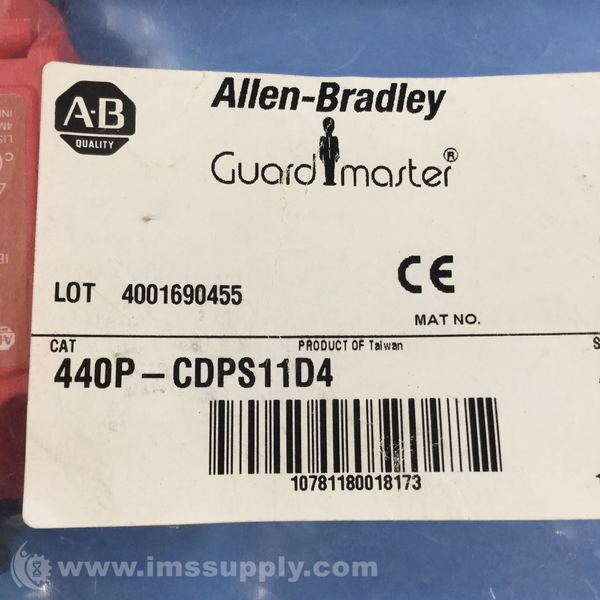 A-B
QUALITY
Allen-Bradley
Guardmaster®
LOT 4001690455
CE
MAT NO.
CAT
PRODUCT OF Taiwan
S
440P-CDPS11D4
10781180018173
www.imssupply.com